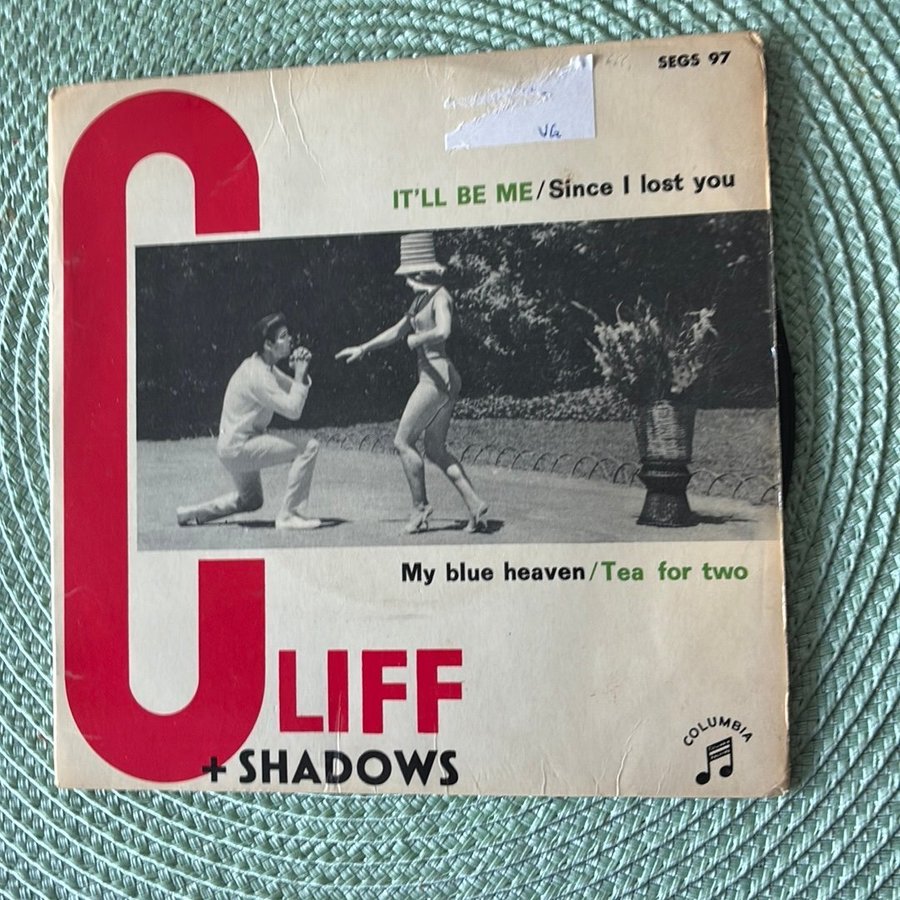 SEGS 97
VG
IT'LL BE ME/Since I lost you
My blue heaven/Tea for two
CLIFF
+ SHADOWS
COLUMBIA